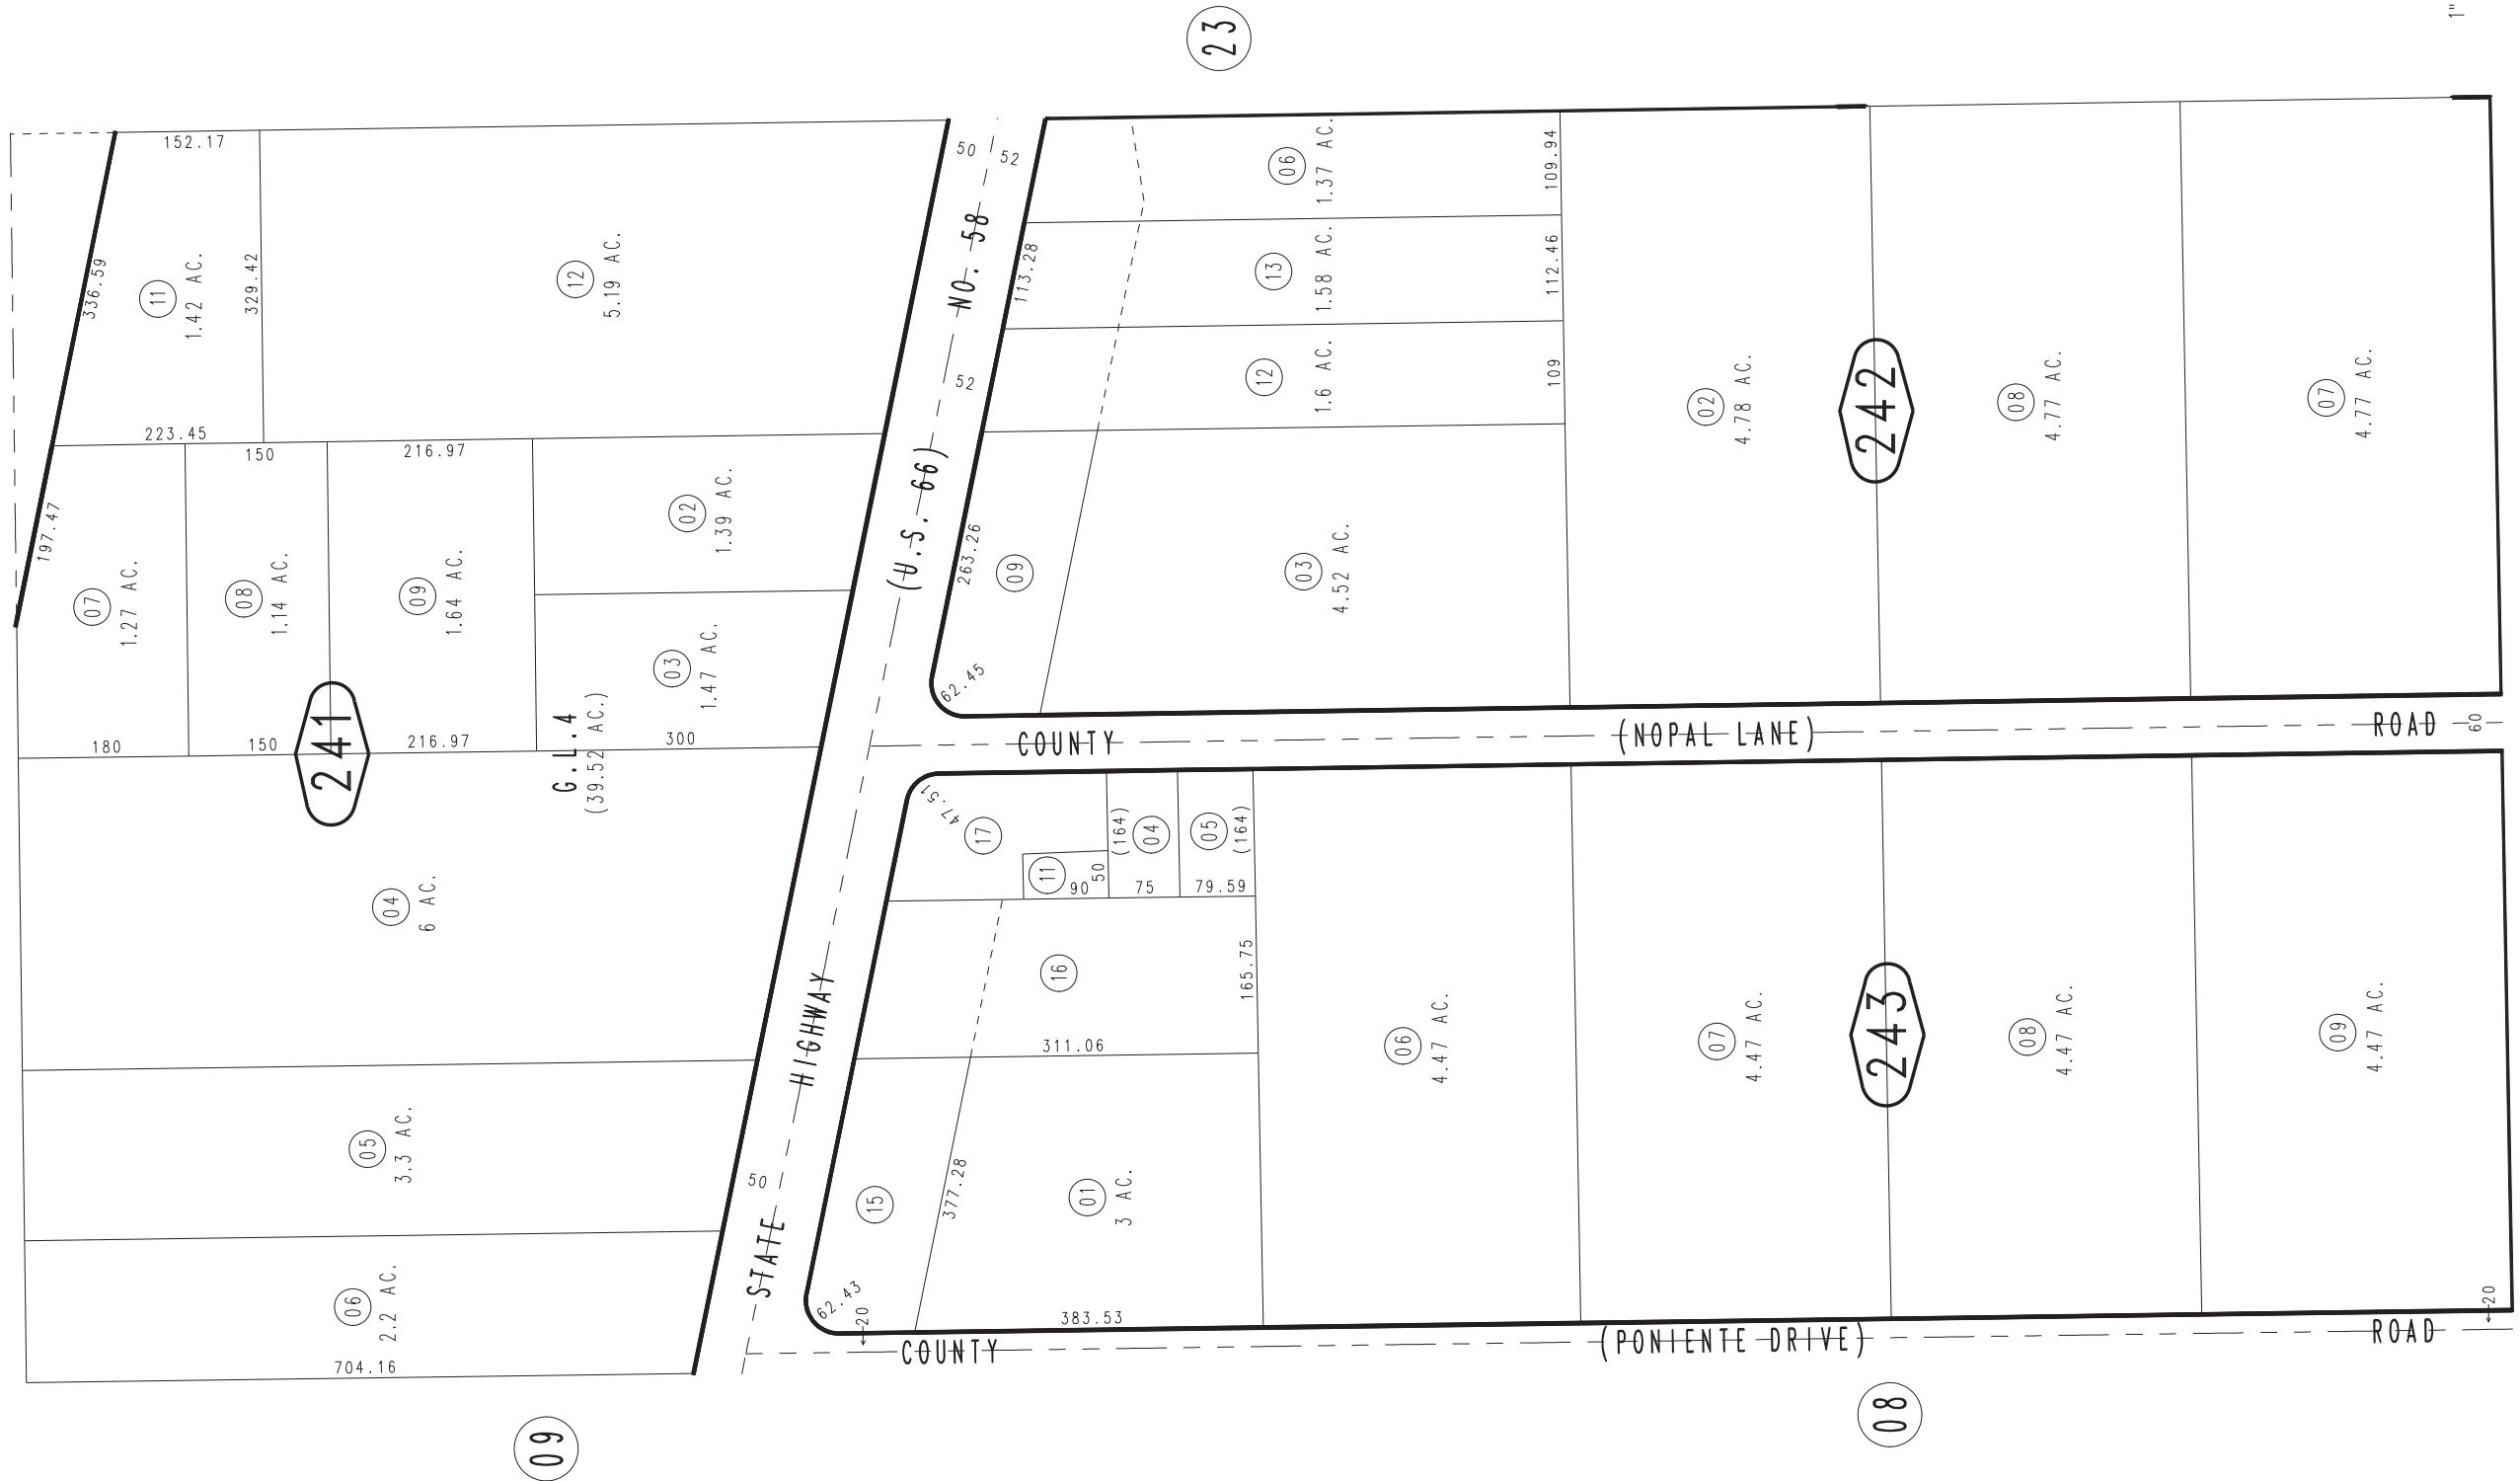 23
1"
152.17
336.59
11
1.42 AC.
329.42
12
5.19 AC.
223.45
150
216.97
197.47
07
1.27 AC.
08
1.14 AC.
09
1.64 AC.
02
1.39 AC.
03
1.47 AC.
241
G.L. 4
(39.52 AC.)
180
150
216.97
300
04
6 AC.
05
3.3 AC.
06
2.2 AC.
704.16
09
STATE HIGHWAY (U.S. 66) NO. 58
50
52
52
50
113.28
263.26
62.45
09
06
1.37 AC.
109.94
13
1.58 AC.
112.46
12
1.6 AC.
109
03
4.52 AC.
02
4.78 AC.
242
08
4.77 AC.
07
4.77 AC.
COUNTY (NOPAL LANE) ROAD
60
47.51
17
11
90
50
(164)
04
75
05
(164)
79.59
16
165.75
311.06
15
377.28
01
3 AC.
62.43
383.53
06
4.47 AC.
07
4.47 AC.
243
08
4.47 AC.
09
4.47 AC.
20
20
COUNTY (PONIENTE DRIVE) ROAD
08